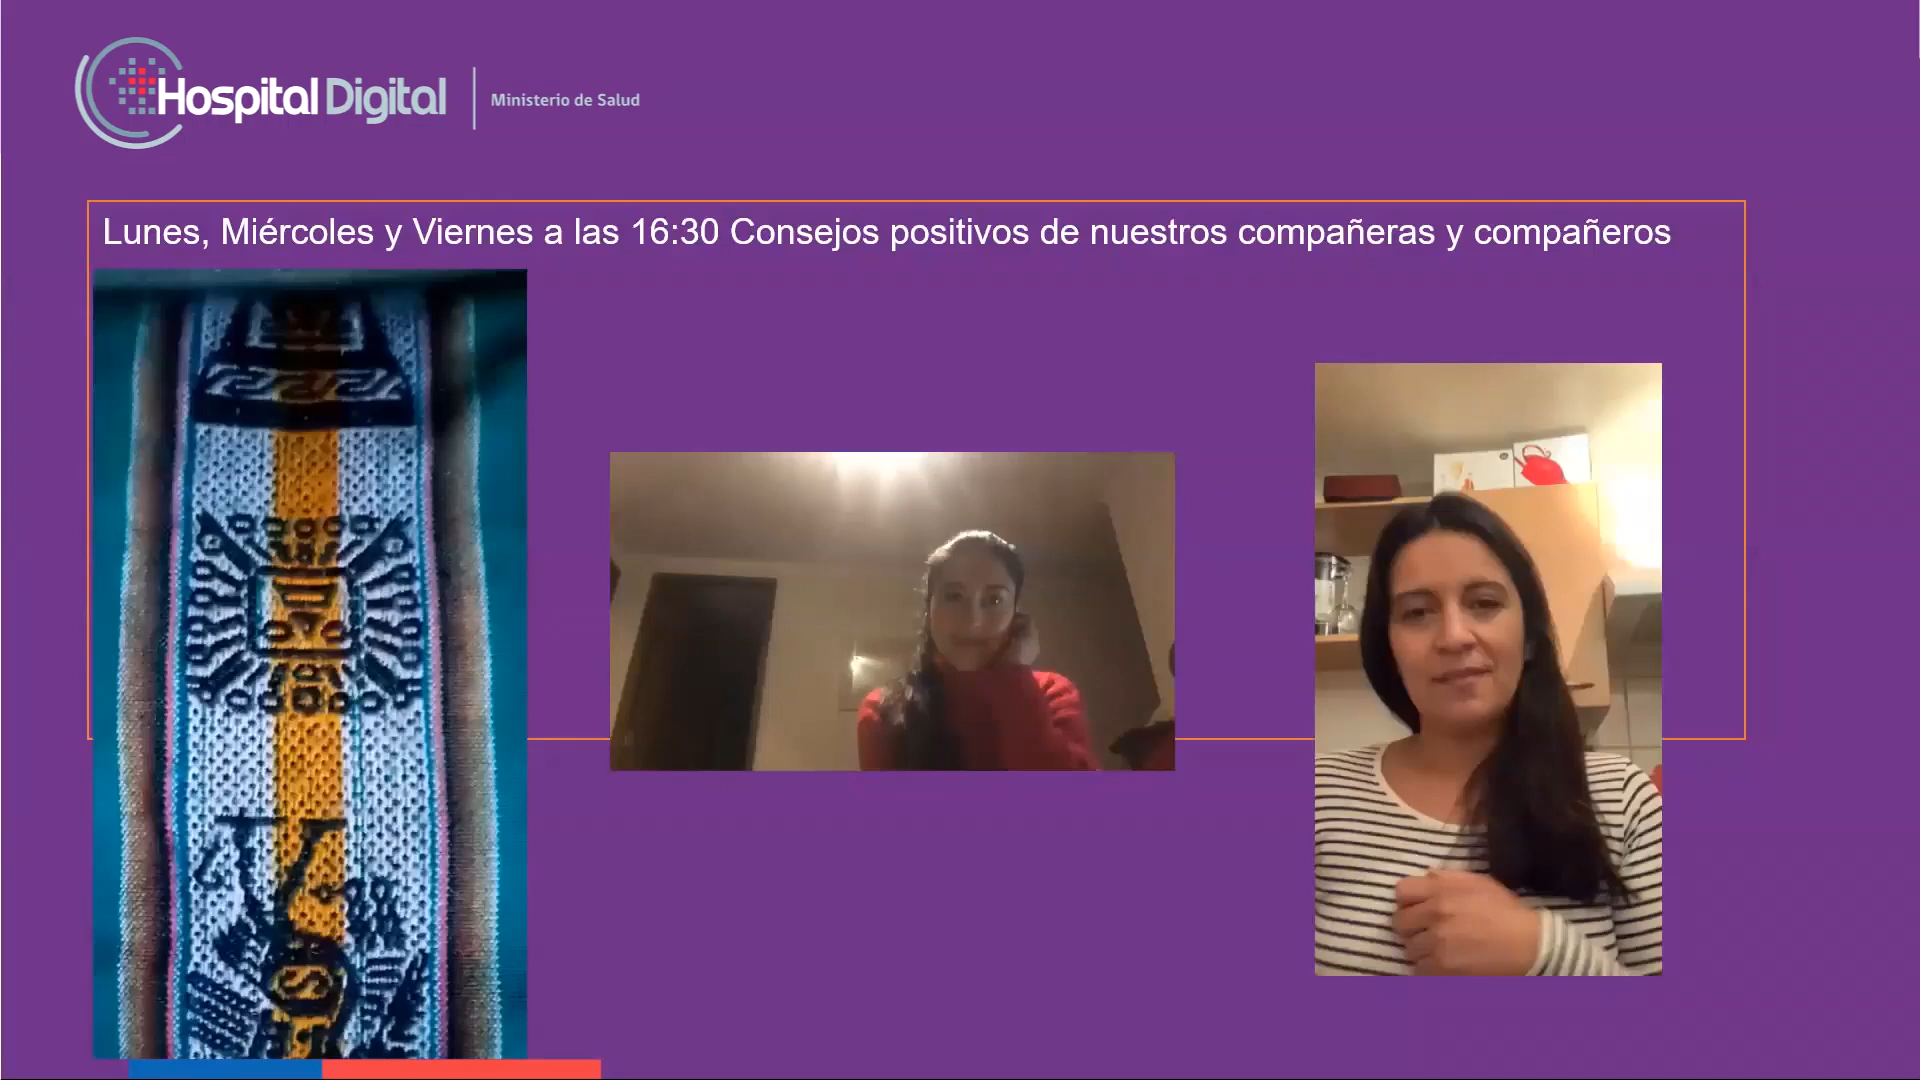 Hospital Digital
Ministerio de Salud
Lunes, Miércoles y Viernes a las 16:30 Consejos positivos de nuestros compañeras y compañeros